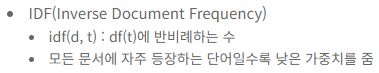 • IDF(Inverse Document Frequency)
• idf(d, t) : df(t)에 반비례하는 수
• 모든 문서에 자주 등장하는 단어일수록 낮은 가중치를 줌